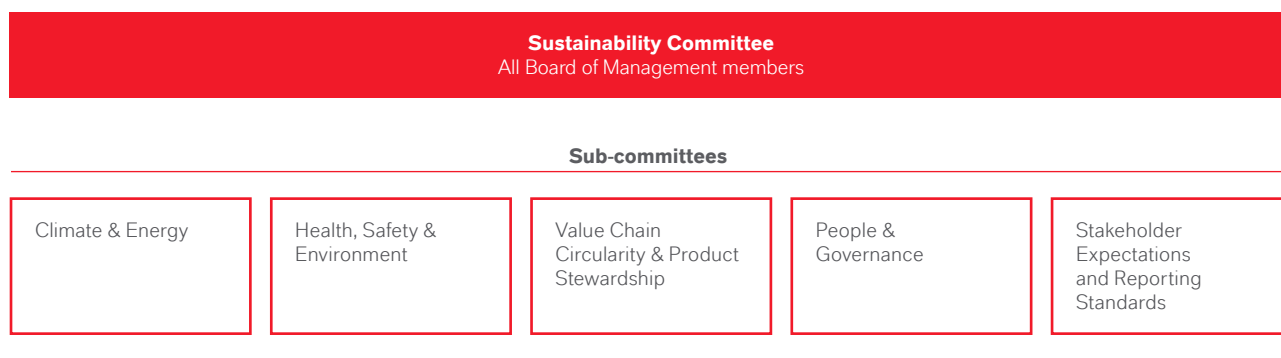 Sustainability Committee
All Board of Management members
Sub-committees
Climate & Energy
Health, Safety &
Environment
Value Chain
Circularity & Product
Stewardship
People &
Governance
Stakeholder
Expectations
and Reporting
Standards